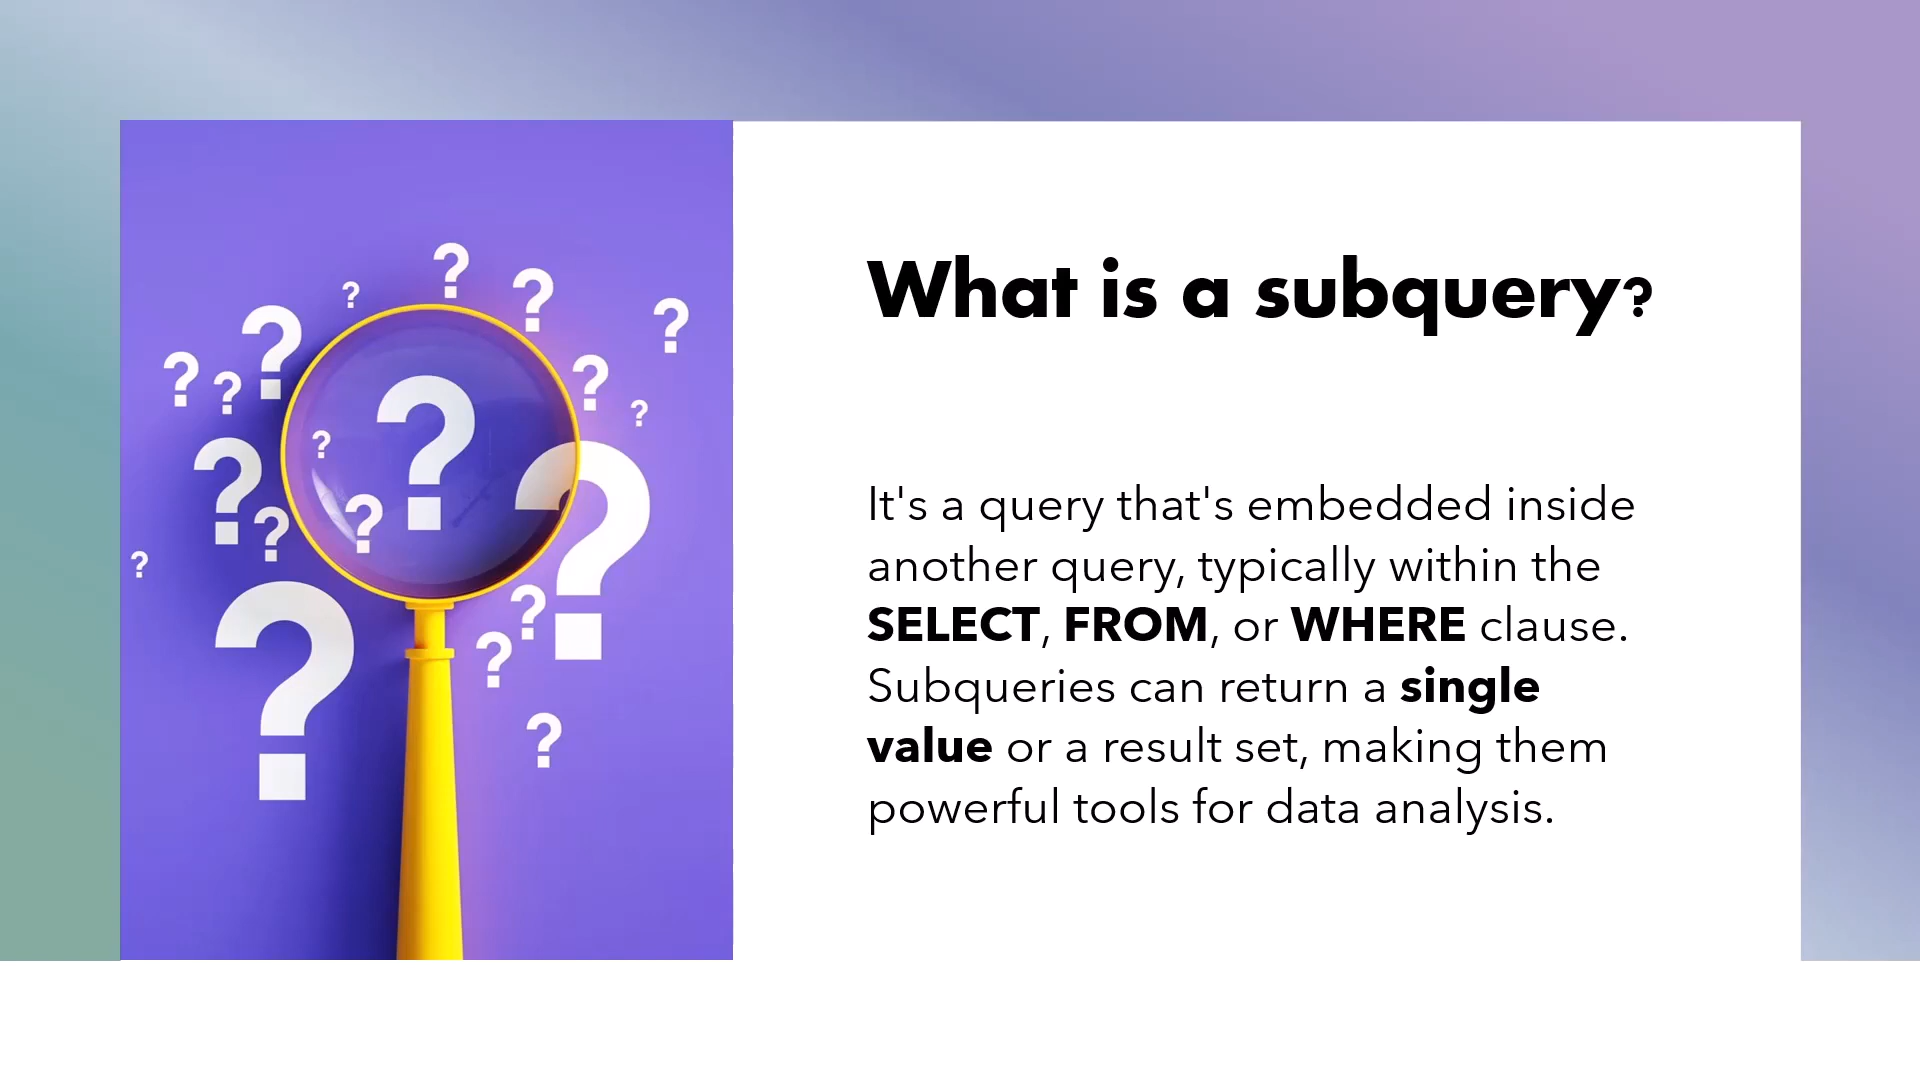 What is a subquery?
It's a query that's embedded inside
another query, typically within the
SELECT, FROM, or WHERE clause.
Subqueries can return a single
value or a result set, making them
powerful tools for data analysis.